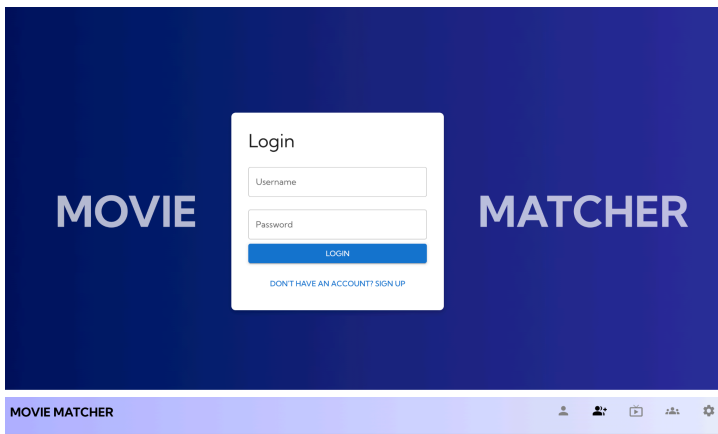 Login
Username
MOVIE
MATCHER
Password
LOGIN
DON'T HAVE AN ACCOUNT? SIGN UP
MOVIE MATCHER